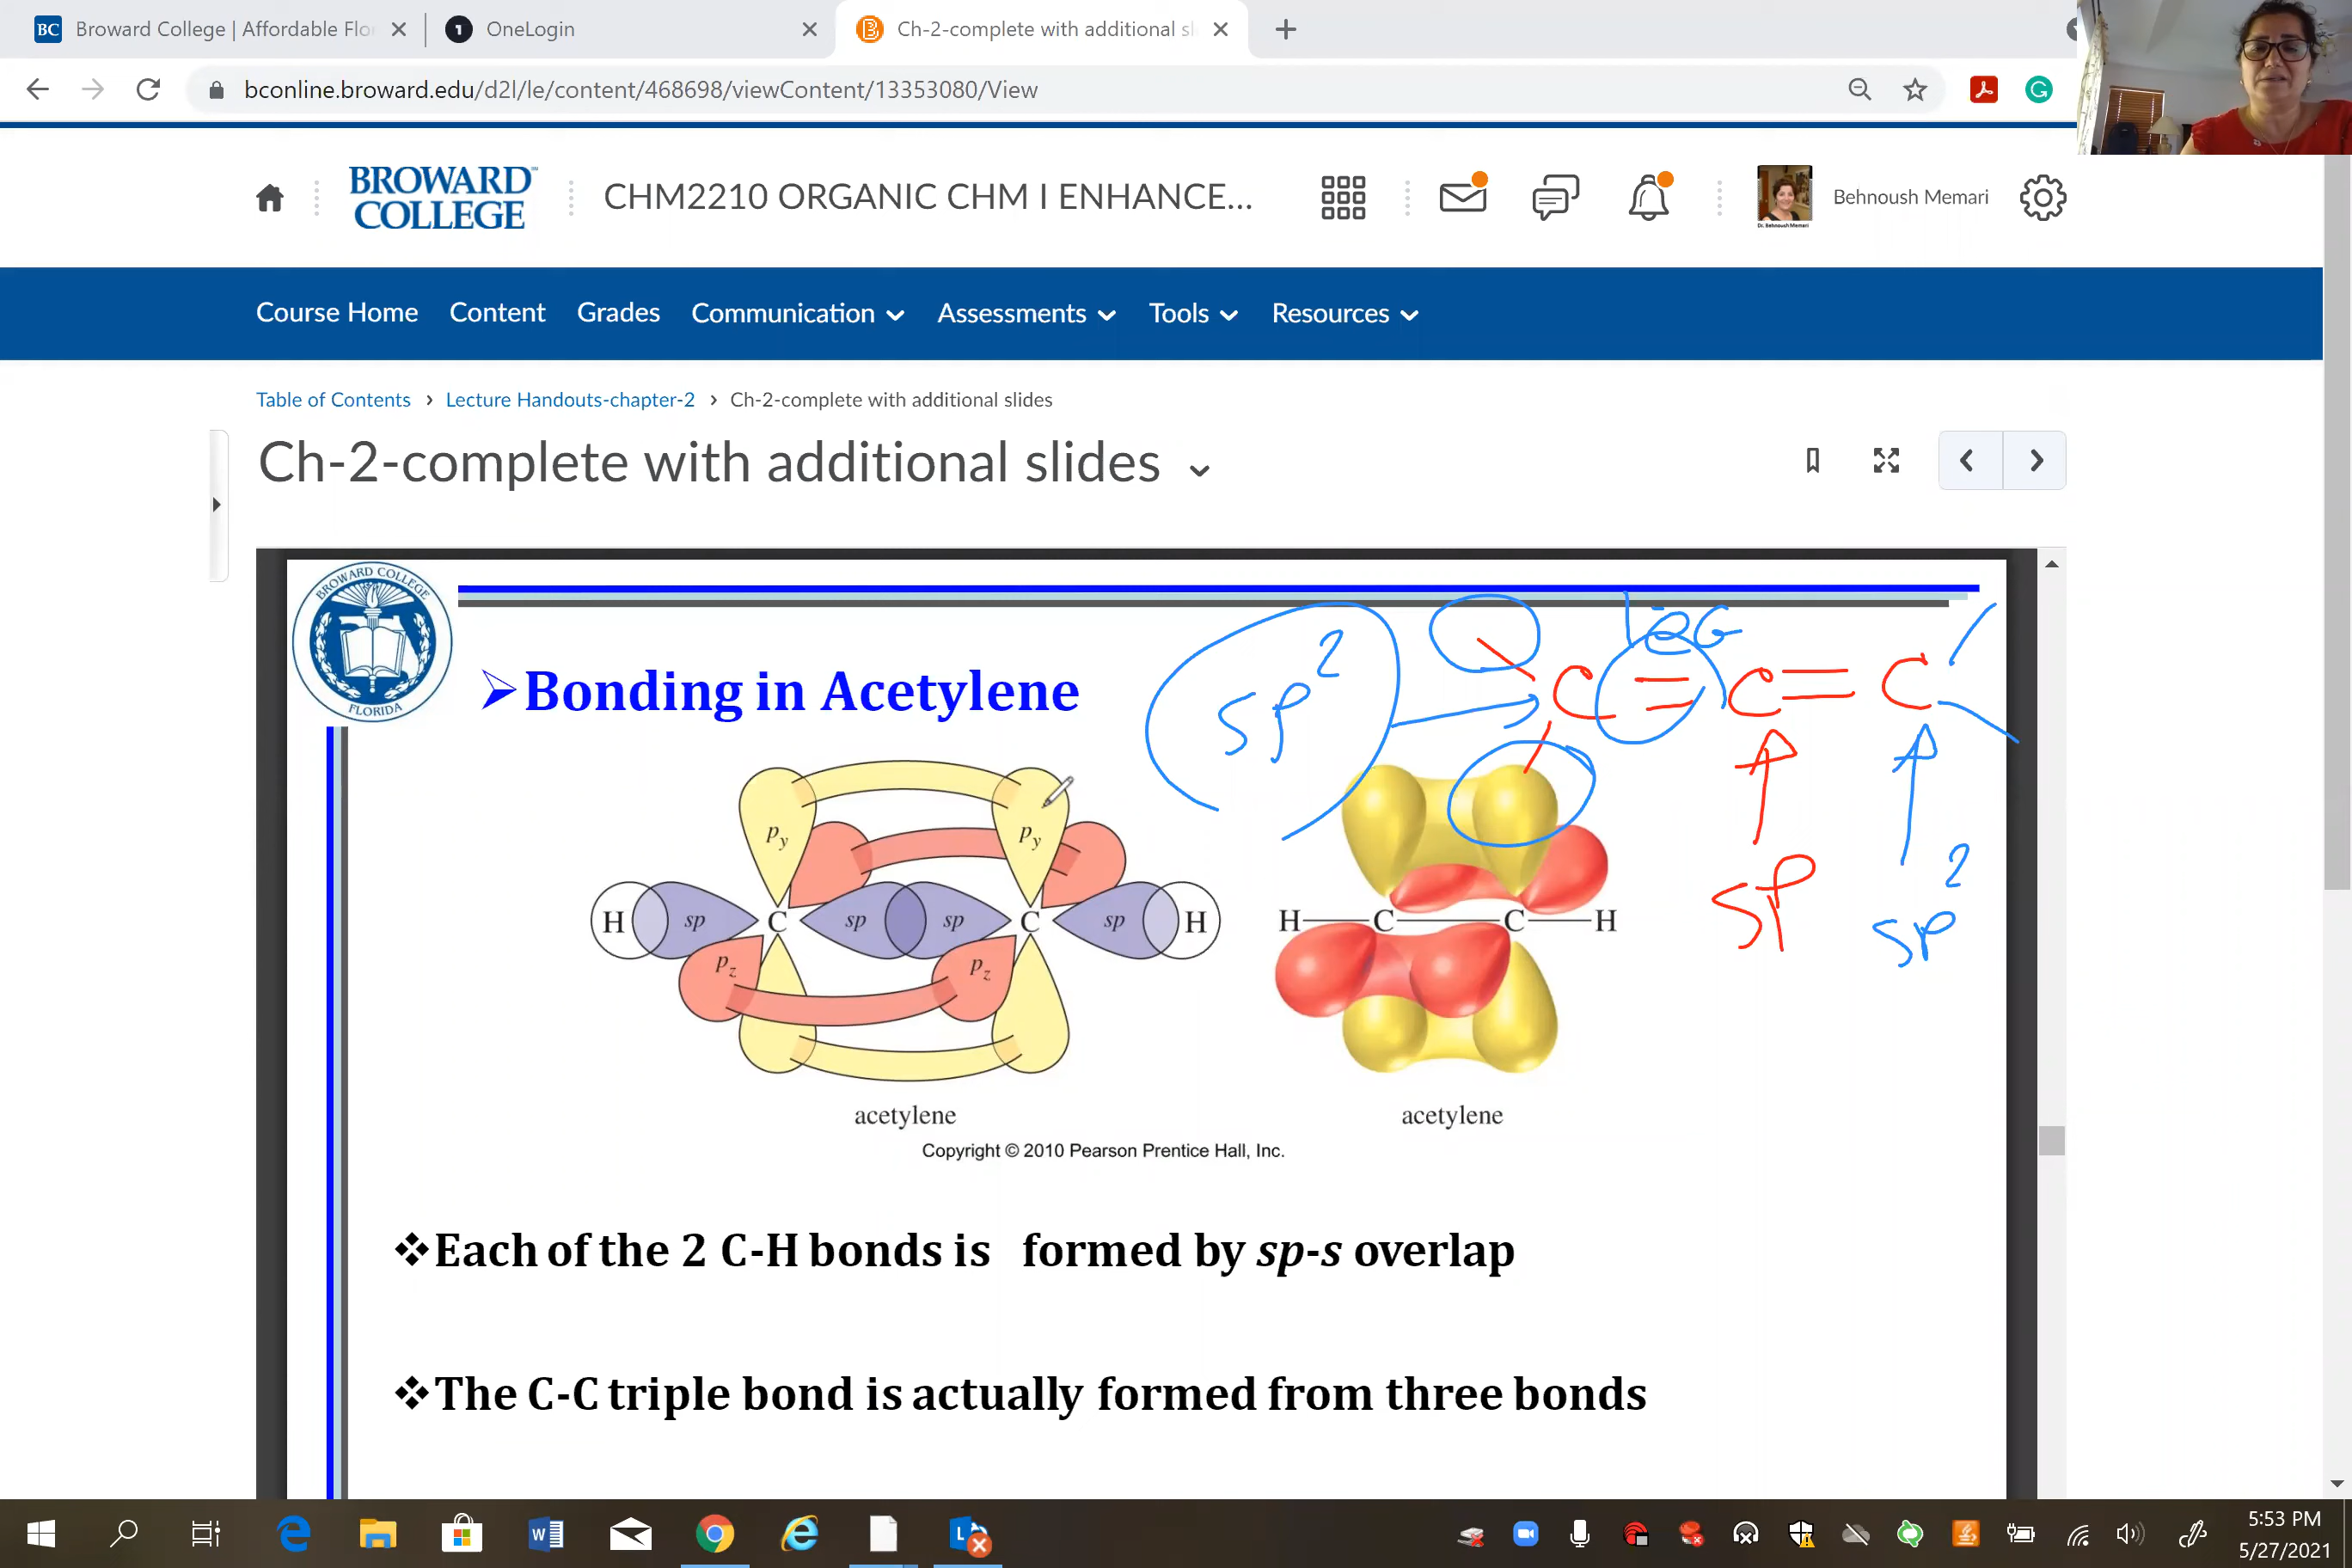 Broward College | Affordable Flo
OneLogin
Ch-2-complete with additional sl
bconline.broward.edu/d2l/le/content/468698/viewContent/13353080/View
BROWARD COLLEGE
CHM2210 ORGANIC CHM I ENHANCE...
Behnoush Memari
Dr. Behnoush Memari
Course Home Content Grades Communication Assessments Tools Resources
Table of Contents › Lecture Handouts-chapter-2 › Ch-2-complete with additional slides
Ch-2-complete with additional slides
BROWARD COLLEGE
FLORIDA
➢Bonding in Acetylene
sp²
C = C = C
SP
SP²
py py
H sp C sp sp C sp H
pz pz
H C C H
acetylene
acetylene
Copyright © 2010 Pearson Prentice Hall, Inc.
❖Each of the 2 C-H bonds is formed by sp-s overlap
❖The C-C triple bond is actually formed from three bonds
5:53 PM
5/27/2021